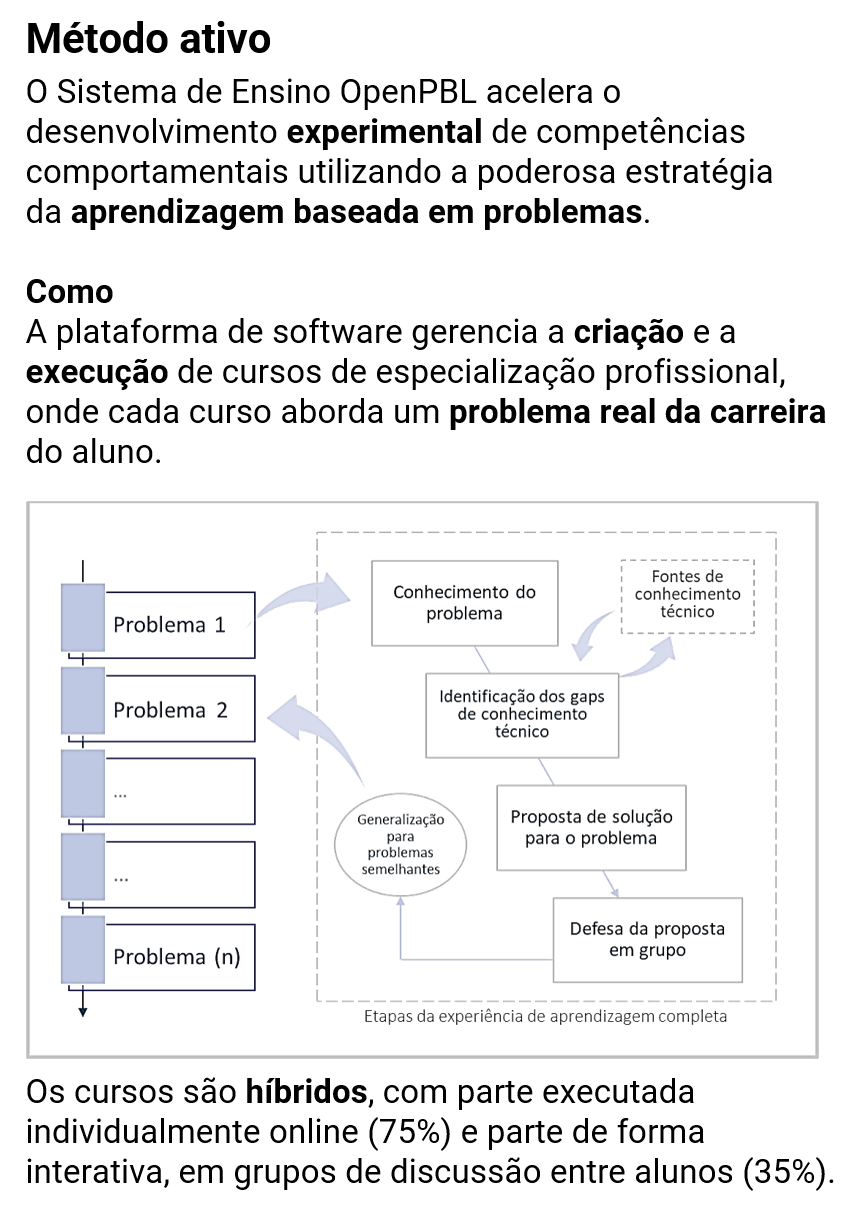 Método ativo
O Sistema de Ensino OpenPBL acelera o
desenvolvimento experimental de competências
comportamentais utilizando a poderosa estratégia
da aprendizagem baseada em problemas.
Como
A plataforma de software gerencia a criação e a
execução de cursos de especialização profissional,
onde cada curso aborda um problema real da carreira
do aluno.
Problema 1
Problema 2
...
...
Problema (n)
Conhecimento do
problema
Fontes de
conhecimento
técnico
Identificação dos gaps
de conhecimento
técnico
Proposta de solução
para o problema
Generalização
para
problemas
semelhantes
Defesa da proposta
em grupo
Etapas da experiência de aprendizagem completa
Os cursos são híbridos, com parte executada
individualmente online (75%) e parte de forma
interativa, em grupos de discussão entre alunos (35%).